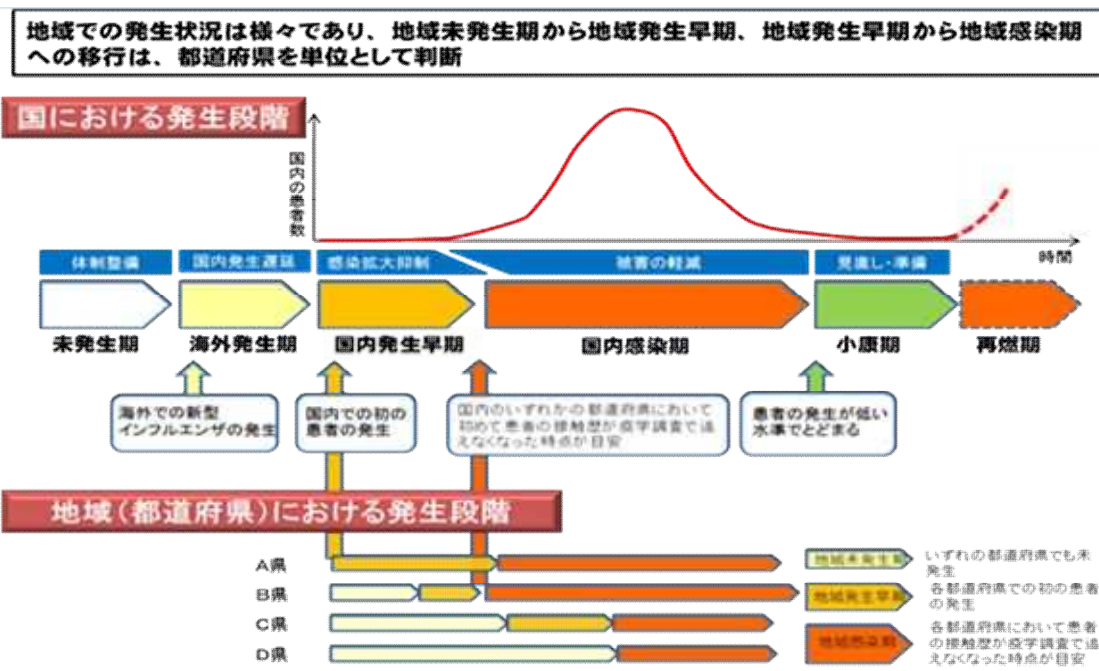 地域での発生状況は様々であり、地域未発生期から地域発生早期、地域発生早期から地域感染期
への移行は、都道府県を単位として判断
国における発生段階
国内の患者数
時間
体制整備
国内発生遅延
感染拡大抑制
被害の軽減
見直し・準備
未発生期
海外発生期
国内発生早期
国内感染期
小康期
再燃期
海外での新型
インフルエンザの発生
国内での初の
患者の発生
国内のいずれかの都道府県において
初めて患者の接触歴が疫学調査で追
えなくなった時点が目安
患者の発生が低い
水準でとどまる
地域(都道府県)における発生段階
A県
B県
C県
D県
地域未発生期
いずれの都道府県でも未
発生
地域発生早期
各都道府県での初の患者
の発生
地域感染期
各都道府県において患者
の接触歴が疫学調査で追
えなくなった時点が目安